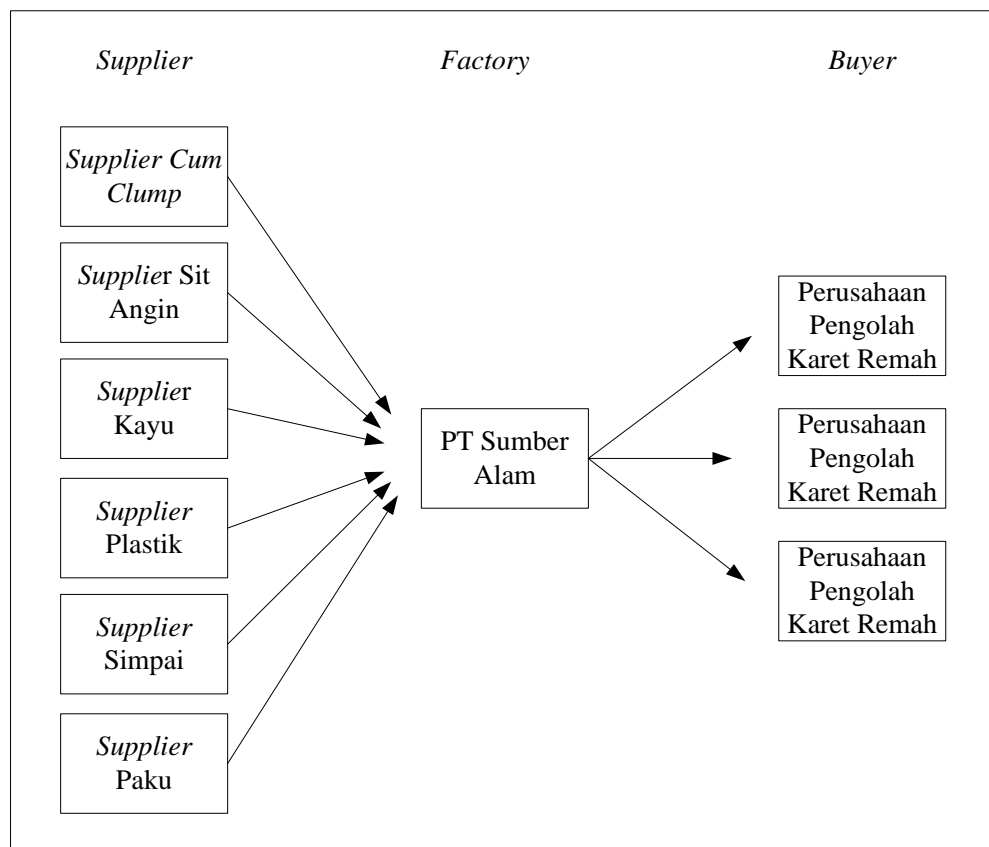 Supplier
Factory
Buyer
Supplier Cum
Clump
Supplier Sit
Angin
Supplier
Kayu
Supplier
Plastik
Supplier
Simpai
Supplier
Paku
PT Sumber
Alam
Perusahaan
Pengolah
Karet Remah
Perusahaan
Pengolah
Karet Remah
Perusahaan
Pengolah
Karet Remah